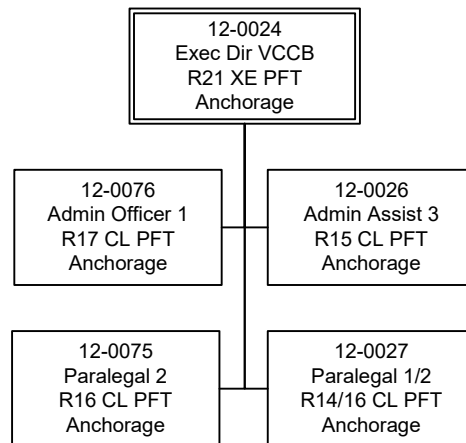 12-0024
Exec Dir VCCB
R21 XE PFT
Anchorage
12-0076
Admin Officer 1
R17 CL PFT
Anchorage
12-0026
Admin Assist 3
R15 CL PFT
Anchorage
12-0075
Paralegal 2
R16 CL PFT
Anchorage
12-0027
Paralegal 1/2
R14/16 CL PFT
Anchorage